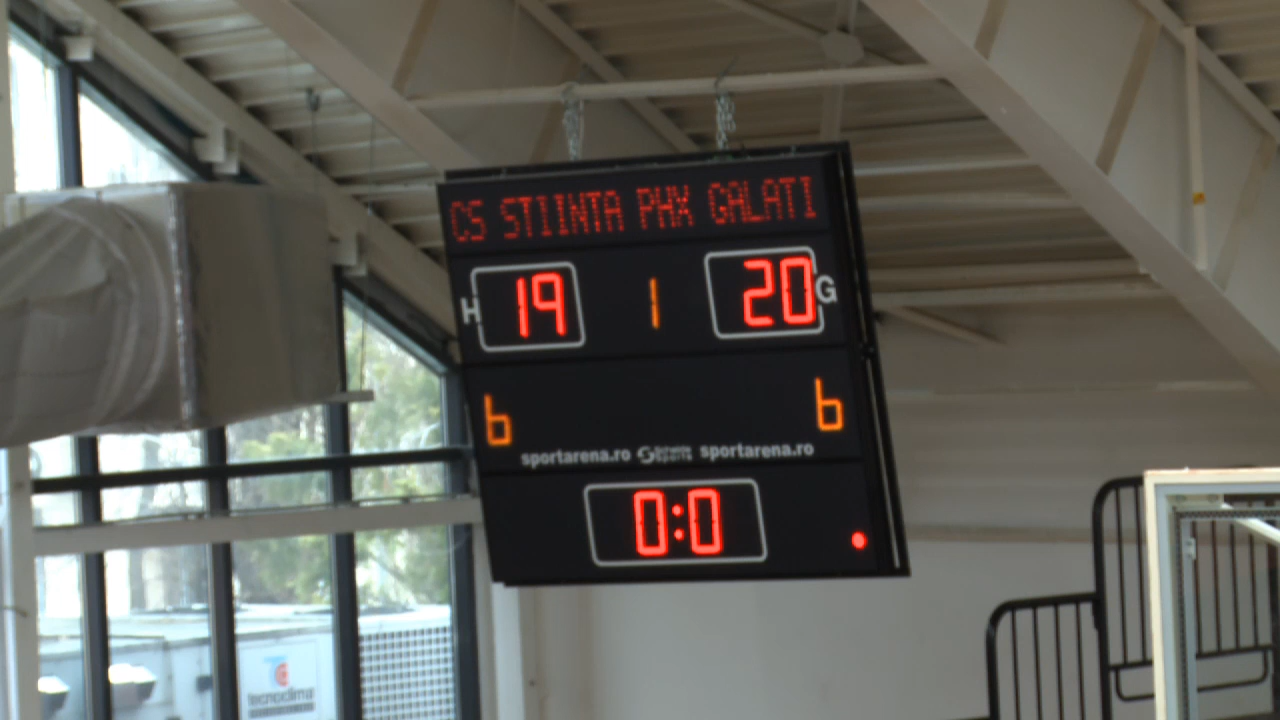 CS STIINTA PHX GALATI
H 19 1 20 G
6 6
sportarena.ro sportarena.ro
0:0
tecnoclima